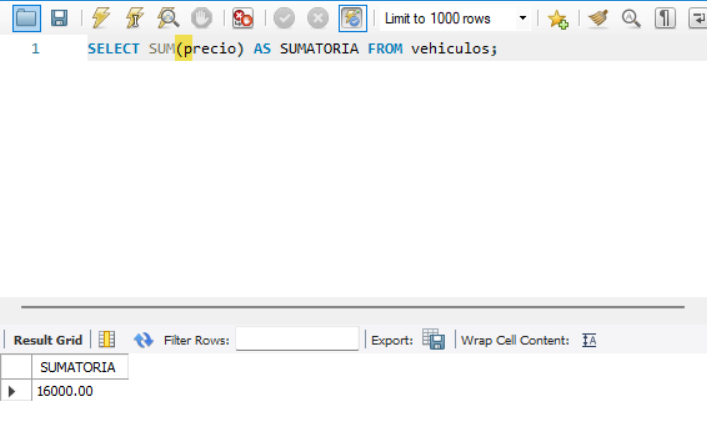 Limit to 1000 rows
1 SELECT SUM(precio) AS SUMATORIA FROM vehiculos;
Result Grid Filter Rows: Export: Wrap Cell Content: IA
SUMATORIA
16000.00